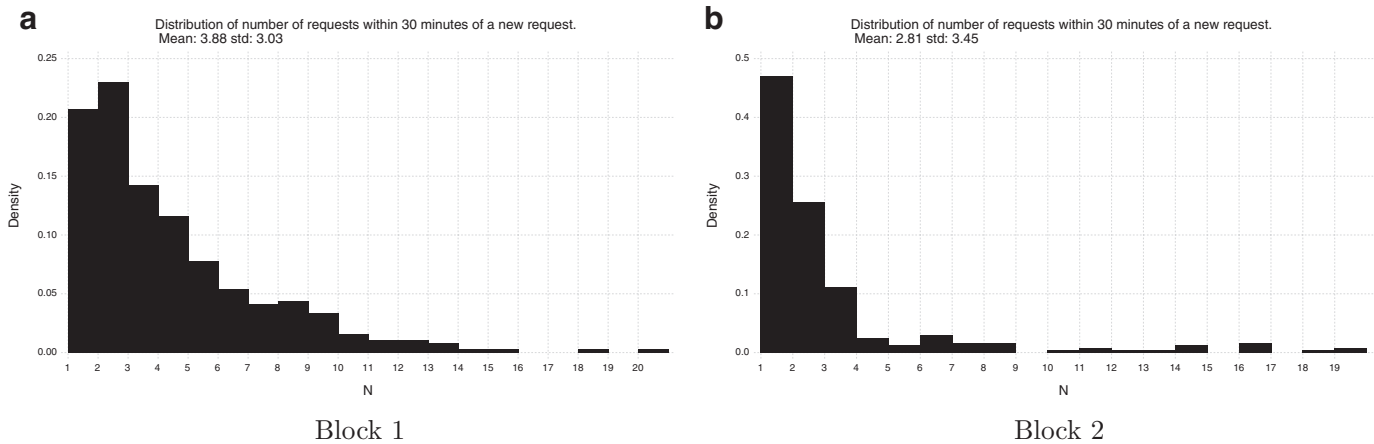 a
Distribution of number of requests within 30 minutes of a new request.
Mean: 3.88 std: 3.03
0.25
0.20
0.15
0.10
0.05
0.00
Density
1 2 3 4 5 6 7 8 9 10 11 12 13 14 15 16 17 18 19 20
N
Block 1
b
Distribution of number of requests within 30 minutes of a new request.
Mean: 2.81 std: 3.45
0.5
0.4
0.3
0.2
0.1
0.0
Density
1 2 3 4 5 6 7 8 9 10 11 12 13 14 15 16 17 18 19
N
Block 2